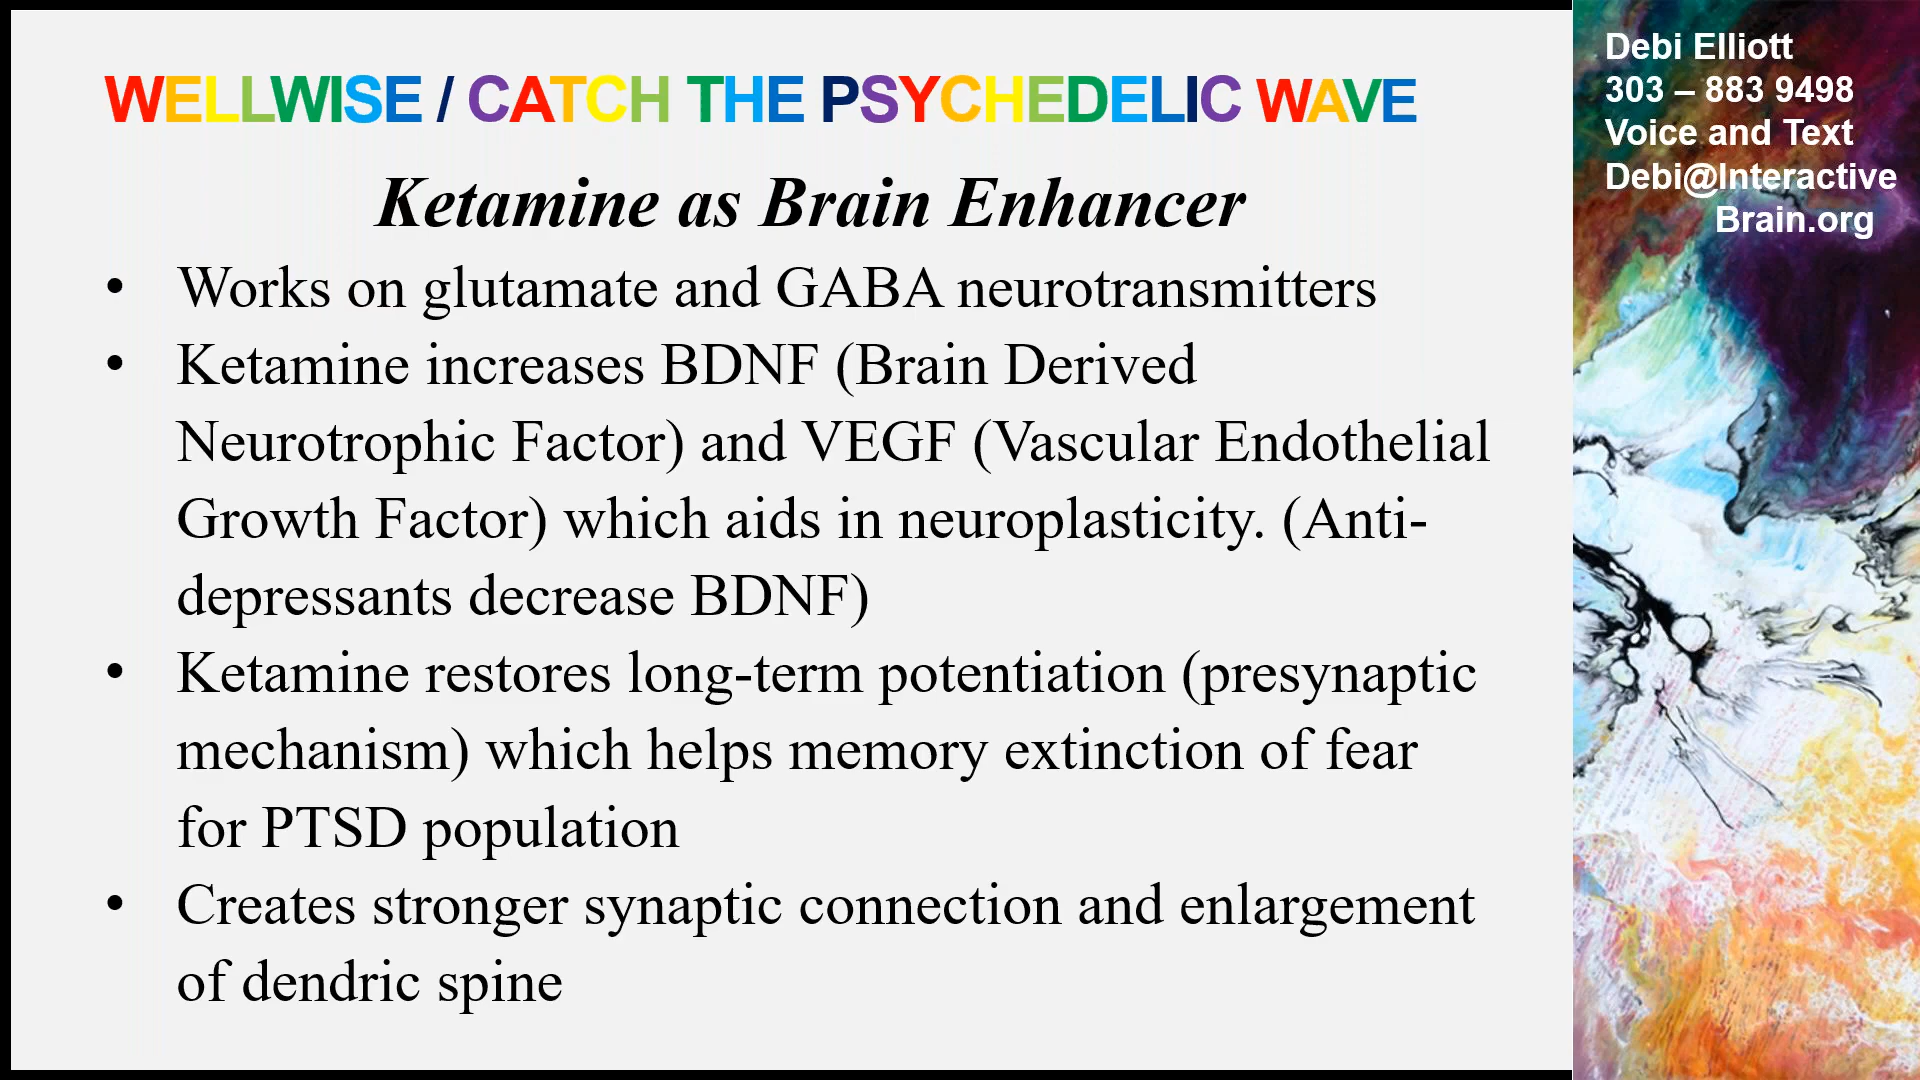 WELLWISE / CATCH THE PSYCHEDELIC WAVE
Ketamine as Brain Enhancer
• Works on glutamate and GABA neurotransmitters
• Ketamine increases BDNF (Brain Derived
Neurotrophic Factor) and VEGF (Vascular Endothelial
Growth Factor) which aids in neuroplasticity. (Anti-
depressants decrease BDNF)
• Ketamine restores long-term potentiation (presynaptic
mechanism) which helps memory extinction of fear
for PTSD population
• Creates stronger synaptic connection and enlargement
of dendric spine
Debi Elliott
303 – 883 9498
Voice and Text
Debi@Interactive
Brain.org